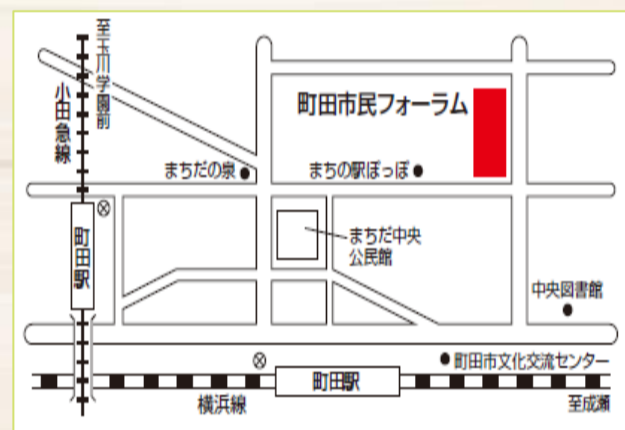 至玉川学園前
小田急線
町田市民フォーラム
まちだの泉
まちの駅ぽっぽ
町田駅
まちだ中央
公民館
中央図書館
町田市文化交流センター
町田駅
横浜線
至成瀬